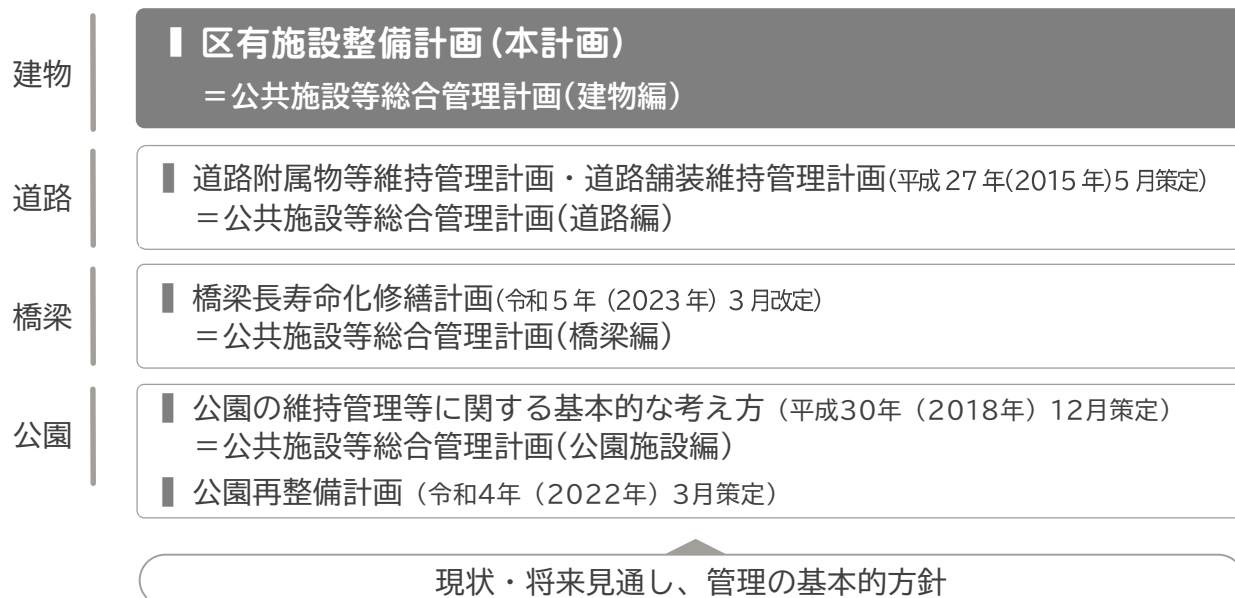 建物
区有施設整備計画(本計画)
＝公共施設等総合管理計画(建物編)
道路
道路附属物等維持管理計画・道路舗装維持管理計画(平成27年(2015年)5月策定)
＝公共施設等総合管理計画(道路編)
橋梁
橋梁長寿命化修繕計画(令和5年(2023年)3月改定)
＝公共施設等総合管理計画(橋梁編)
公園
公園の維持管理等に関する基本的な考え方(平成30年(2018年)12月策定)
＝公共施設等総合管理計画(公園施設編)
公園再整備計画(令和4年(2022年)3月策定)
現状・将来見通し、管理の基本的方針